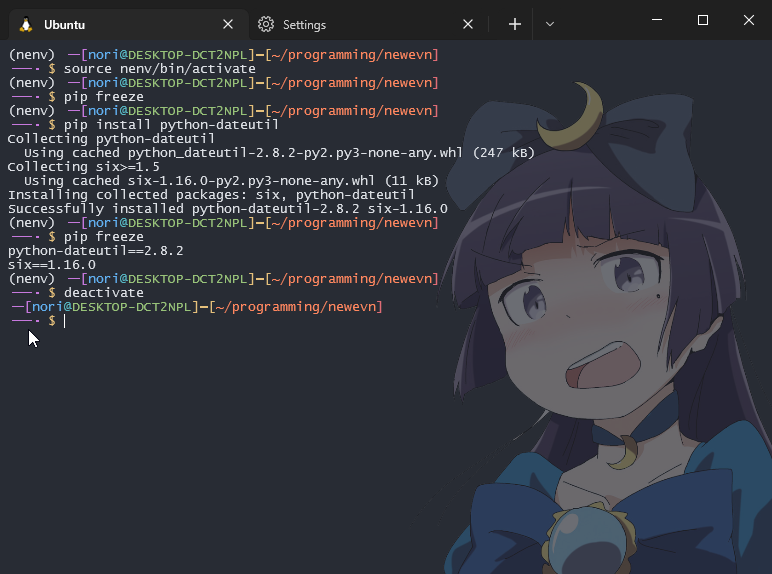 Ubuntu
Settings
(nenv) —[nori@DESKTOP-DCT2NPL]—[~/programming/newevn]
——- $ source nenv/bin/activate
(nenv) —[nori@DESKTOP-DCT2NPL]—[~/programming/newevn]
——- $ pip freeze
(nenv) —[nori@DESKTOP-DCT2NPL]—[~/programming/newevn]
——- $ pip install python-dateutil
Collecting python-dateutil
  Using cached python_dateutil-2.8.2-py2.py3-none-any.whl (247 kB)
Collecting six>=1.5
  Using cached six-1.16.0-py2.py3-none-any.whl (11 kB)
Installing collected packages: six, python-dateutil
Successfully installed python-dateutil-2.8.2 six-1.16.0
(nenv) —[nori@DESKTOP-DCT2NPL]—[~/programming/newevn]
——- $ pip freeze
python-dateutil==2.8.2
six==1.16.0
(nenv) —[nori@DESKTOP-DCT2NPL]—[~/programming/newevn]
——- $ deactivate
—[nori@DESKTOP-DCT2NPL]—[~/programming/newevn]
——- $